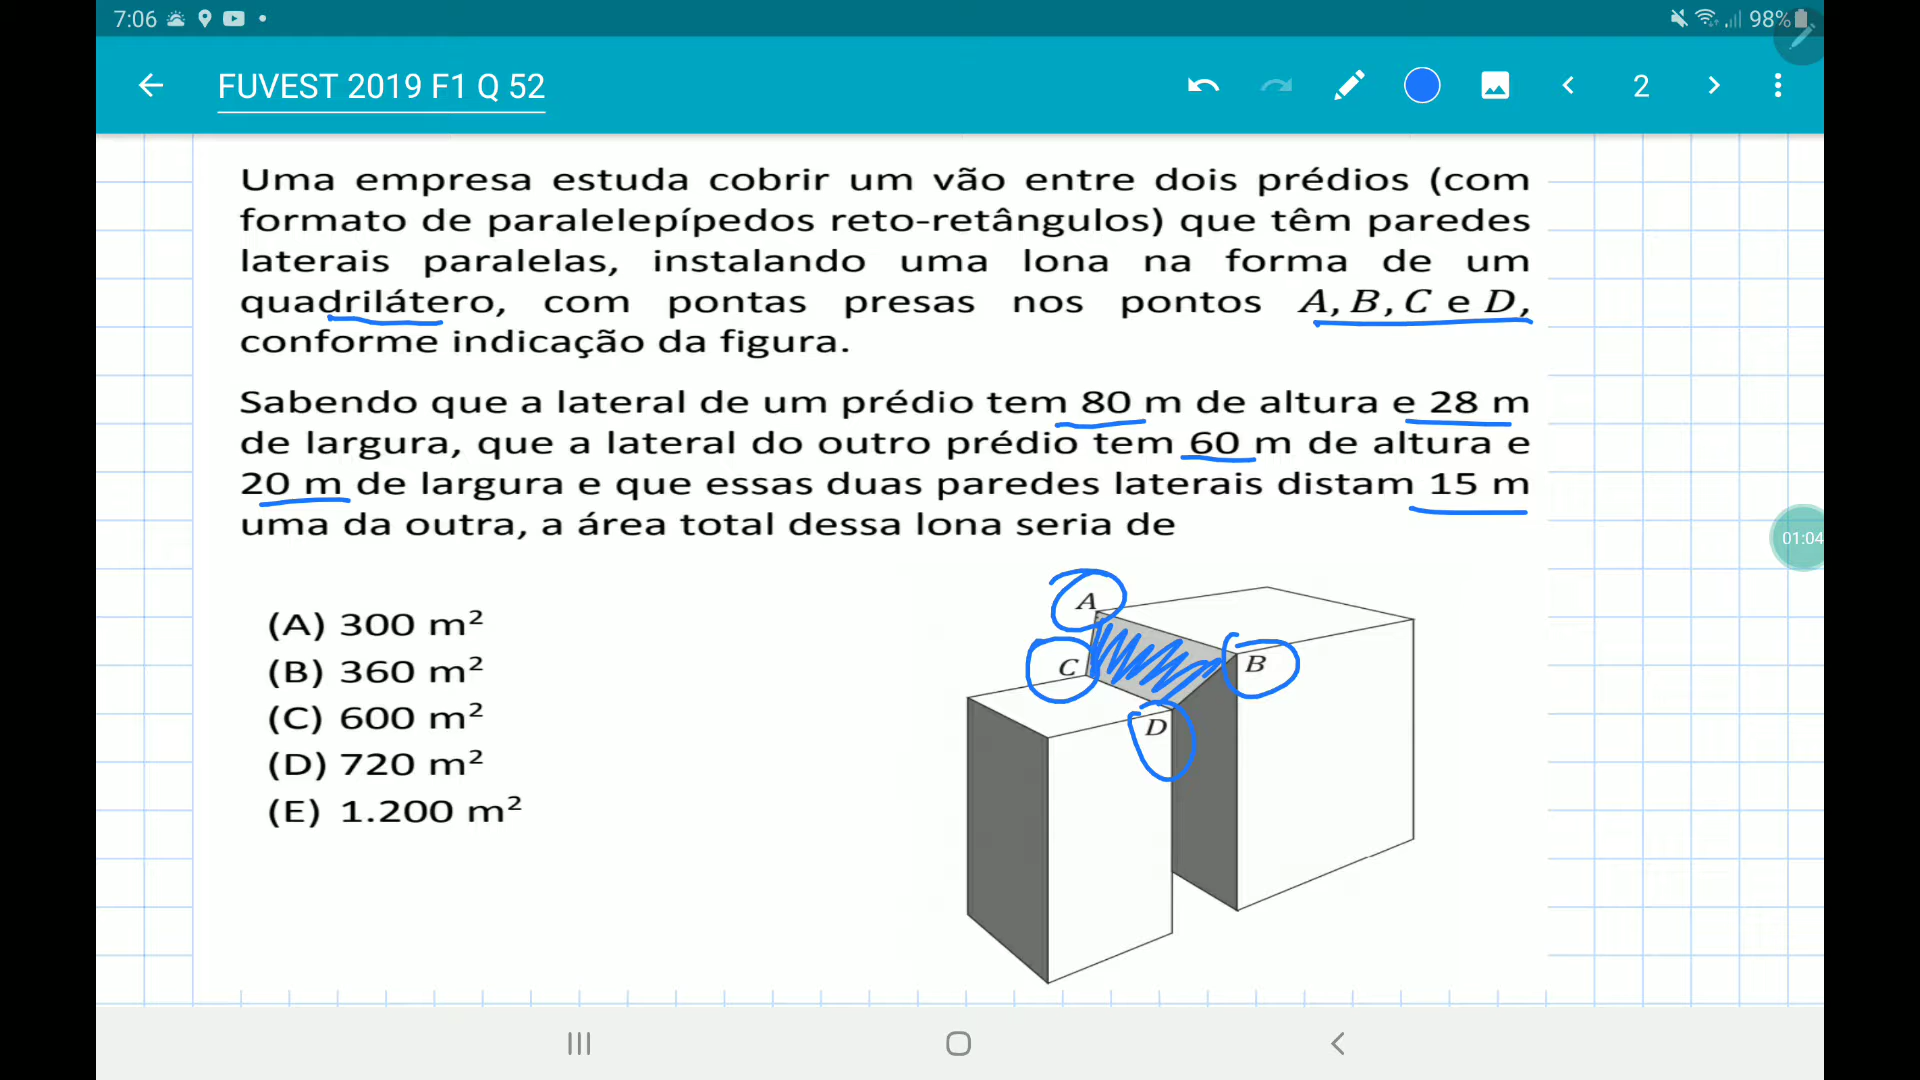 7:06
98%
FUVEST 2019 F1 Q 52
2
Uma empresa estuda cobrir um vão entre dois prédios (com
formato de paralelepípedos reto-retângulos) que têm paredes
laterais paralelas, instalando uma lona na forma de um
quadrilátero, com pontas presas nos pontos A, B, C e D,
conforme indicação da figura.
Sabendo que a lateral de um prédio tem 80 m de altura e 28 m
de largura, que a lateral do outro prédio tem 60 m de altura e
20 m de largura e que essas duas paredes laterais distam 15 m
uma da outra, a área total dessa lona seria de
01:04
(A) 300 m²
(B) 360 m²
(C) 600 m²
(D) 720 m²
(E) 1.200 m²
A
C
B
D